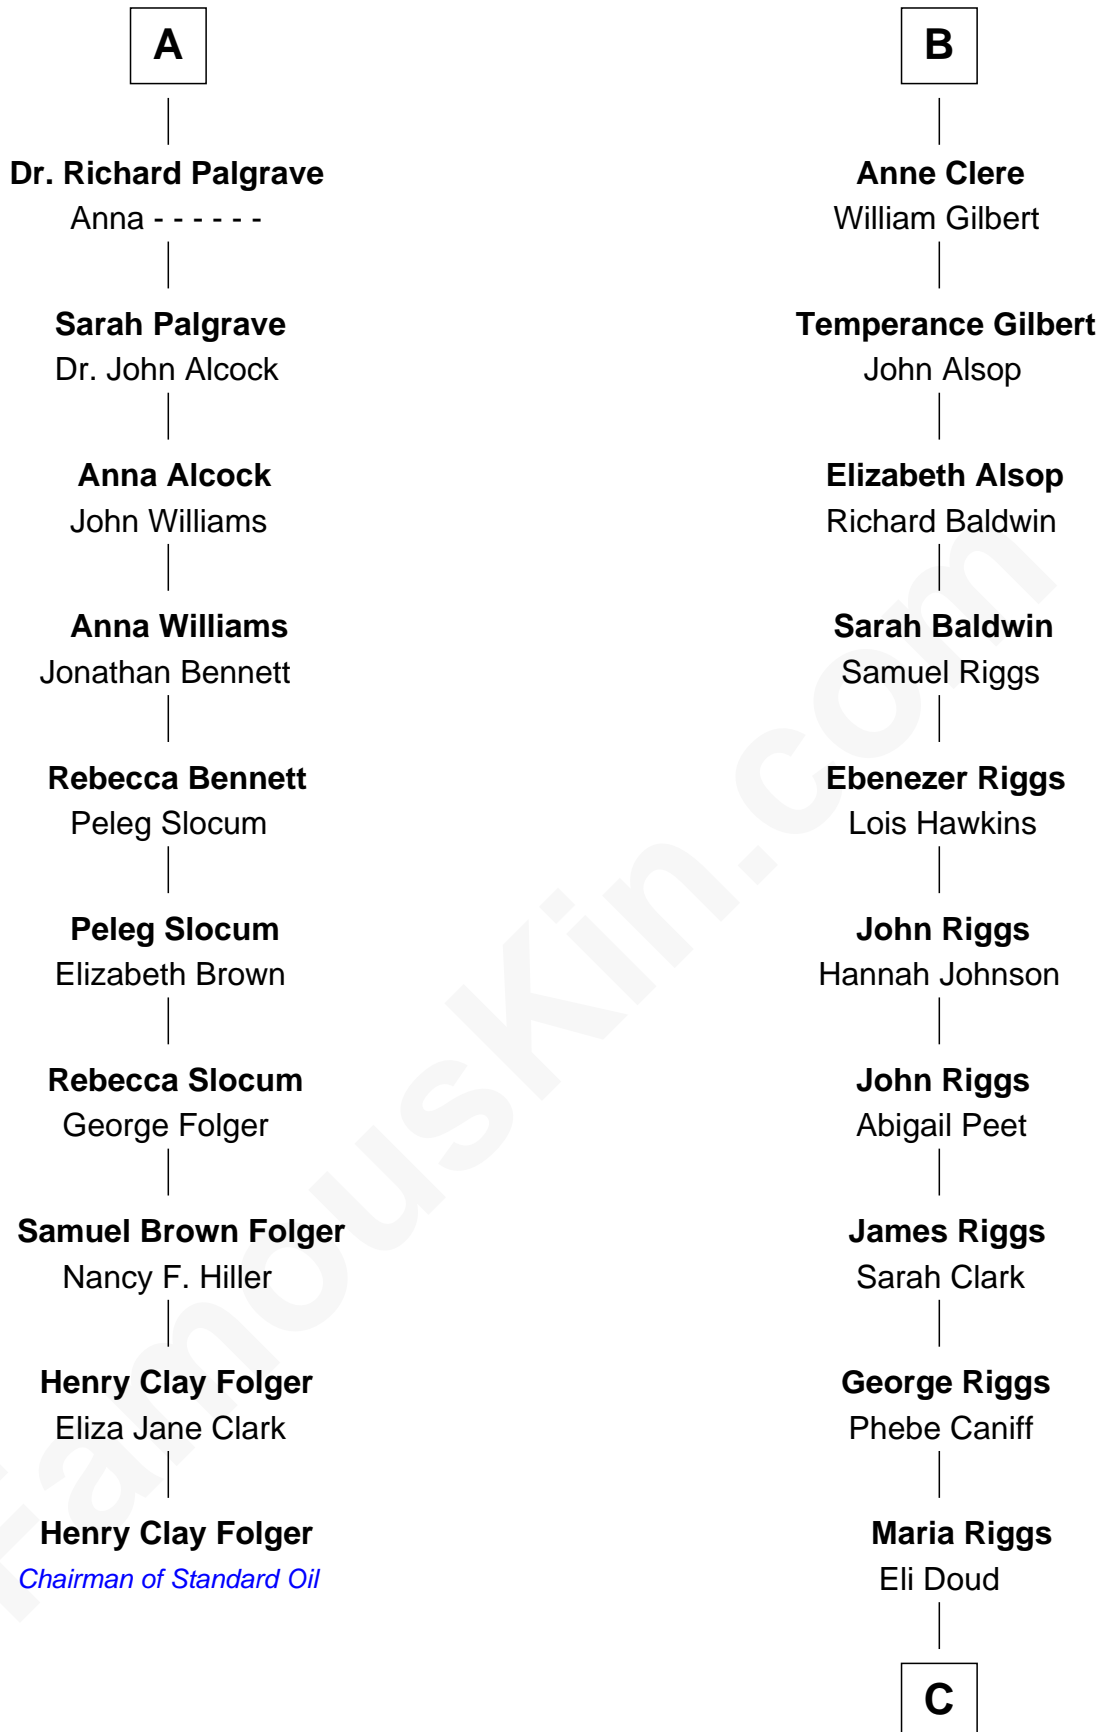 A
Dr. Richard Palgrave
Anna - - - - - -
Sarah Palgrave
Dr. John Alcock
Anna Alcock
John Williams
Anna Williams
Jonathan Bennett
Rebecca Bennett
Peleg Slocum
Peleg Slocum
Elizabeth Brown
Rebecca Slocum
George Folger
Samuel Brown Folger
Nancy F. Hiller
Henry Clay Folger
Eliza Jane Clark
Henry Clay Folger
Chairman of Standard Oil
B
Anne Clere
William Gilbert
Temperance Gilbert
John Alsop
Elizabeth Alsop
Richard Baldwin
Sarah Baldwin
Samuel Riggs
Ebenezer Riggs
Lois Hawkins
John Riggs
Hannah Johnson
John Riggs
Abigail Peet
James Riggs
Sarah Clark
George Riggs
Phebe Caniff
Maria Riggs
Eli Doud
C
FamousKin.com